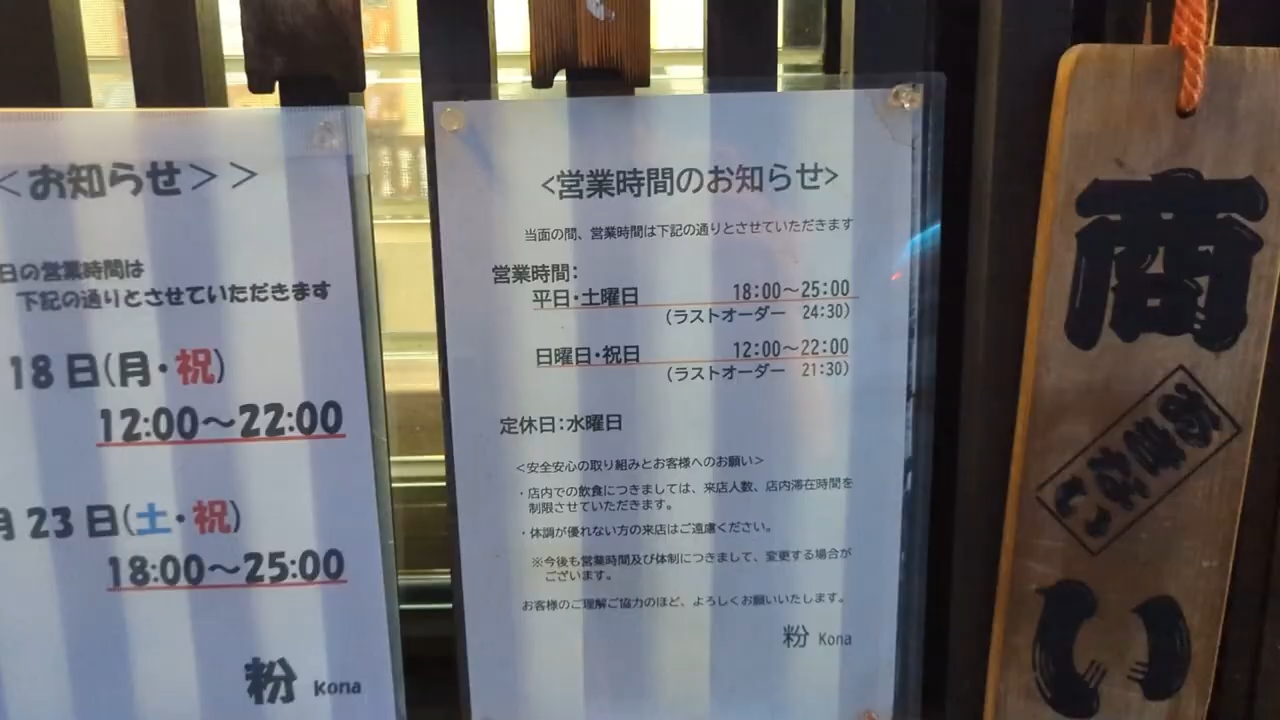 <お知らせ>>
日の営業時間は
下記の通りとさせていただきます
18日(月・祝)
12:00～22:00
月23日(土・祝)
18:00～25:00
粉 Kona
<営業時間のお知らせ>
当面の間、営業時間は下記の通りとさせていただきます
営業時間：
平日・土曜日 18:00～25:00
(ラストオーダー 24:30)
日曜日・祝日 12:00～22:00
(ラストオーダー 21:30)
定休日：水曜日
<安全安心の取り組みとお客様へのお願い>
・店内での飲食につきましては、来店人数、店内滞在時間を
制限させていただきます。
・体調が優れない方の来店はご遠慮ください。
※今後も営業時間及び体制につきまして、変更する場合が
ございます。
お客様のご理解ご協力のほど、よろしくお願いいたします。
粉 Kona
商
おきない
い